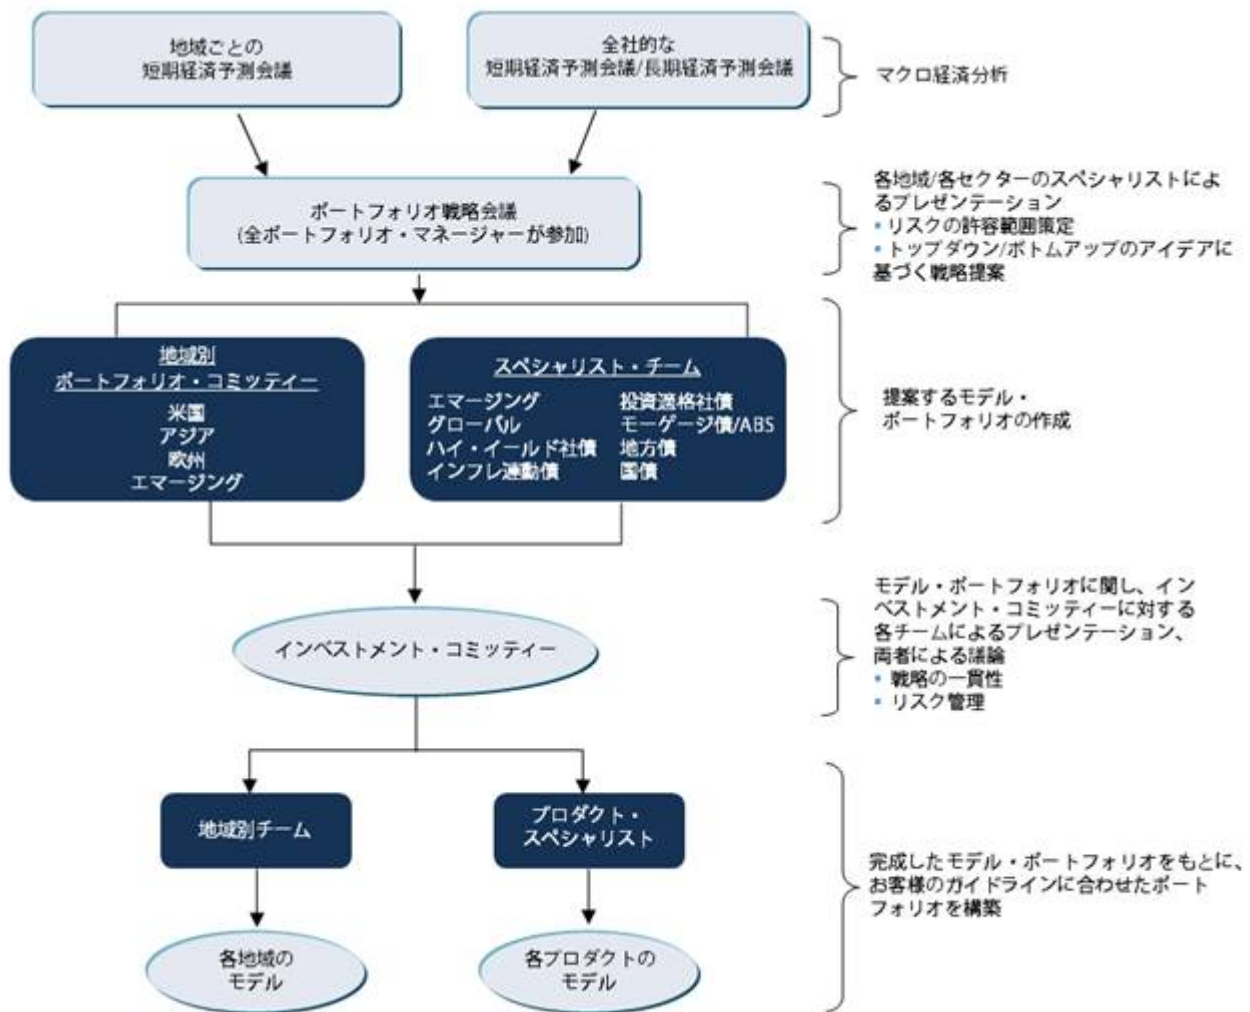 地域ごとの
短期経済予測会議
全社的な
短期経済予測会議/長期経済予測会議
マクロ経済分析
ポートフォリオ戦略会議
(全ポートフォリオ・マネージャーが参加)
各地域/各セクターのスペシャリストによ
るプレゼンテーション
▪ リスクの許容範囲策定
▪ トップダウン/ボトムアップのアイデアに
基づく戦略提案
地域別
ポートフォリオ・コミッティー
米国
アジア
欧州
エマージング
スペシャリスト・チーム
エマージング 投資適格社債
グローバル モーゲージ債/ABS
ハイ・イールド社債 地方債
インフレ連動債 国債
提案するモデル・
ポートフォリオの作成
インベストメント・コミッティー
モデル・ポートフォリオに関し、イン
ベストメント・コミッティーに対する
各チームによるプレゼンテーション、
両者による議論
▪ 戦略の一貫性
▪ リスク管理
地域別チーム
プロダクト・
スペシャリスト
完成したモデル・ポートフォリオをもとに、
お客様のガイドラインに合わせたポート
フォリオを構築
各地域の
モデル
各プロダクトの
モデル